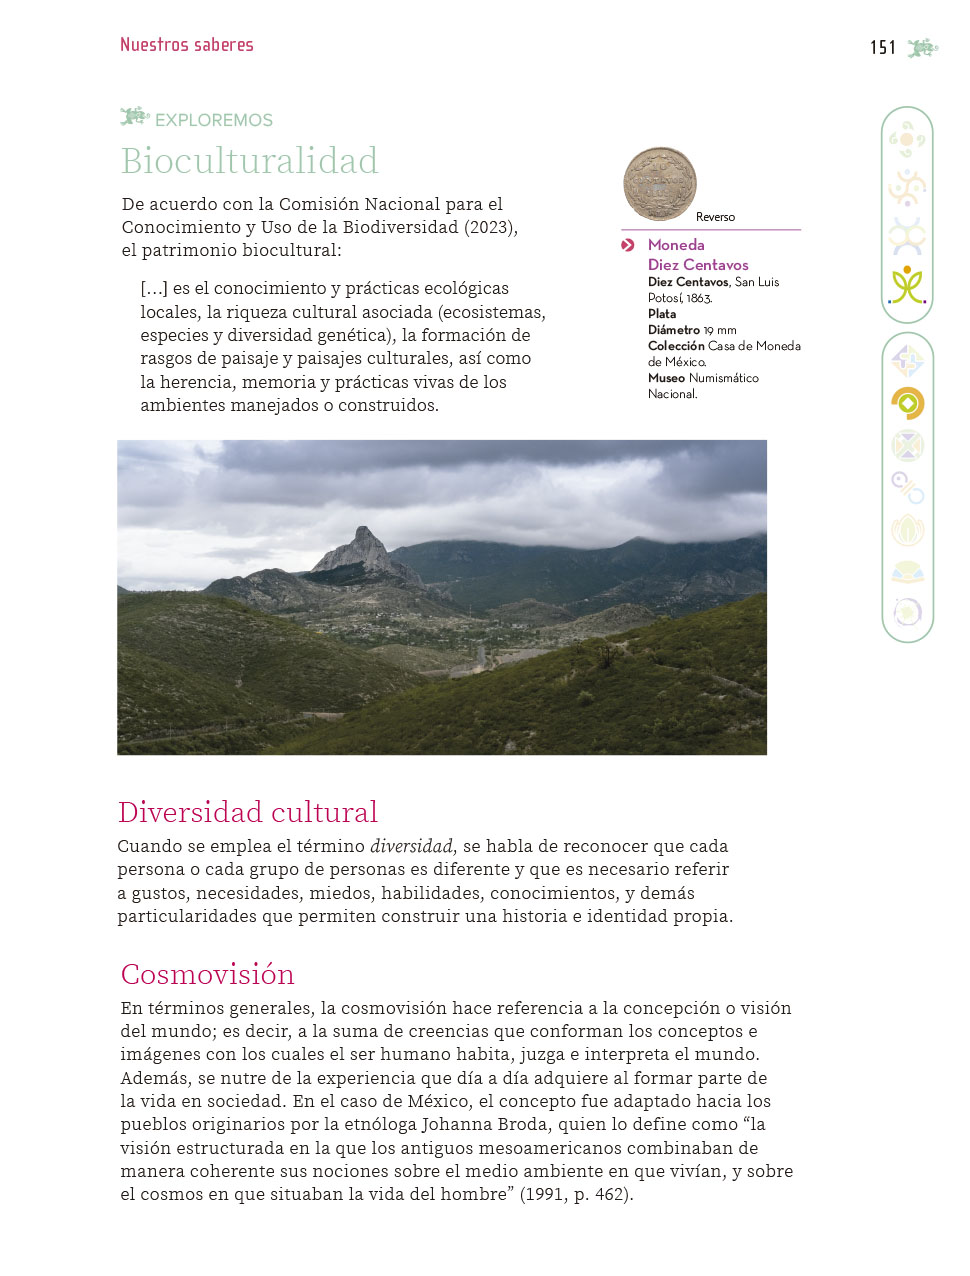 Nuestros saberes
151
EXPLOREMOS
Bioculturalidad
De acuerdo con la Comisión Nacional para el
Conocimiento y Uso de la Biodiversidad (2023),
el patrimonio biocultural:
[…] es el conocimiento y prácticas ecológicas
locales, la riqueza cultural asociada (ecosistemas,
especies y diversidad genética), la formación de
rasgos de paisaje y paisajes culturales, así como
la herencia, memoria y prácticas vivas de los
ambientes manejados o construidos.
Reverso
Moneda
Diez Centavos
Diez Centavos, San Luis
Potosí, 1863.
Plata
Diámetro 19 mm
Colección Casa de Moneda
de México.
Museo Numismático
Nacional.
Diversidad cultural
Cuando se emplea el término diversidad, se habla de reconocer que cada
persona o cada grupo de personas es diferente y que es necesario referir
a gustos, necesidades, miedos, habilidades, conocimientos, y demás
particularidades que permiten construir una historia e identidad propia.
Cosmovisión
En términos generales, la cosmovisión hace referencia a la concepción o visión
del mundo; es decir, a la suma de creencias que conforman los conceptos e
imágenes con los cuales el ser humano habita, juzga e interpreta el mundo.
Además, se nutre de la experiencia que día a día adquiere al formar parte de
la vida en sociedad. En el caso de México, el concepto fue adaptado hacia los
pueblos originarios por la etnóloga Johanna Broda, quien lo define como “la
visión estructurada en la que los antiguos mesoamericanos combinaban de
manera coherente sus nociones sobre el medio ambiente en que vivían, y sobre
el cosmos en que situaban la vida del hombre” (1991, p. 462).